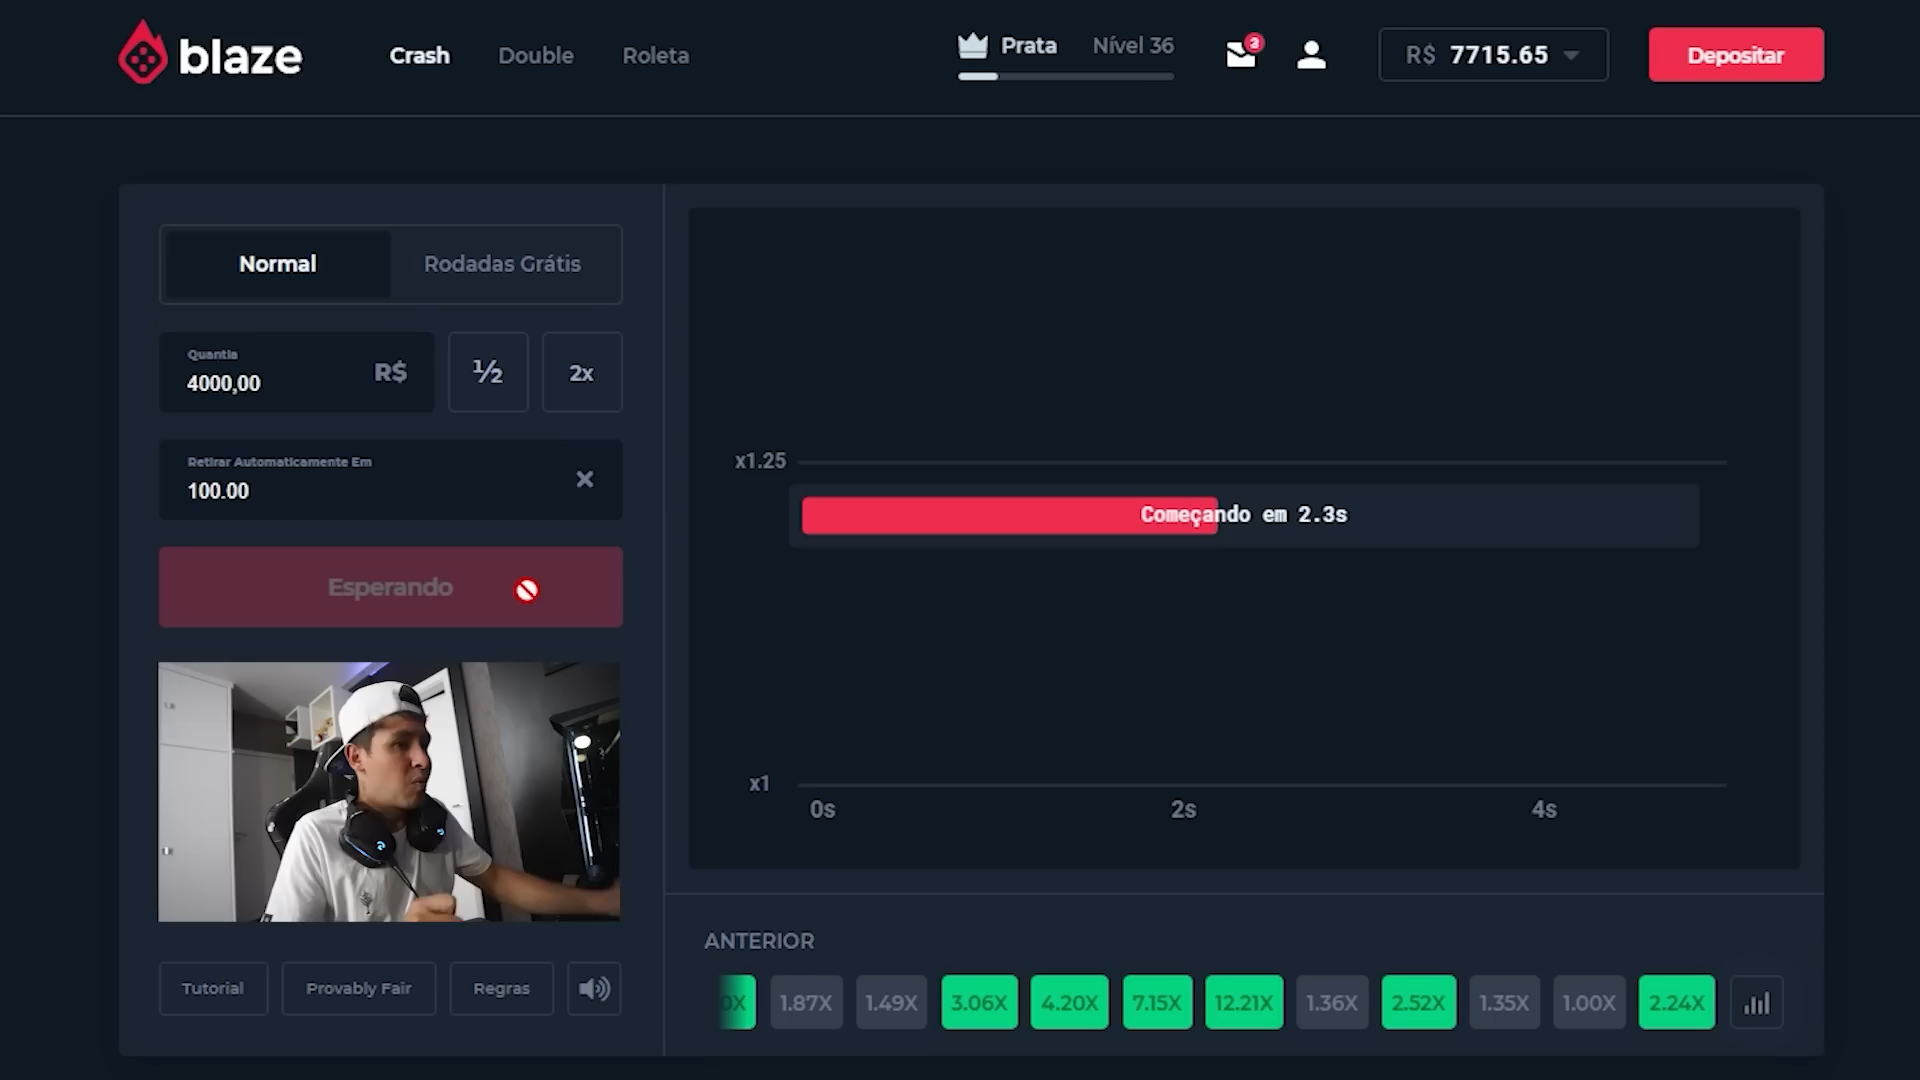 blaze
Crash
Double
Roleta
Prata
Nível 36
3
R$ 7715.65
Depositar
Normal
Rodadas Grátis
Quantia
4000,00
R$
½
2x
Retirar Automaticamente Em
100.00
Esperando
x1.25
Começando em 2.3s
x1
0s
2s
4s
Tutorial
Provably Fair
Regras
ANTERIOR
0X
1.87X
1.49X
3.06X
4.20X
7.15X
12.21X
1.36X
2.52X
1.35X
1.00X
2.24X